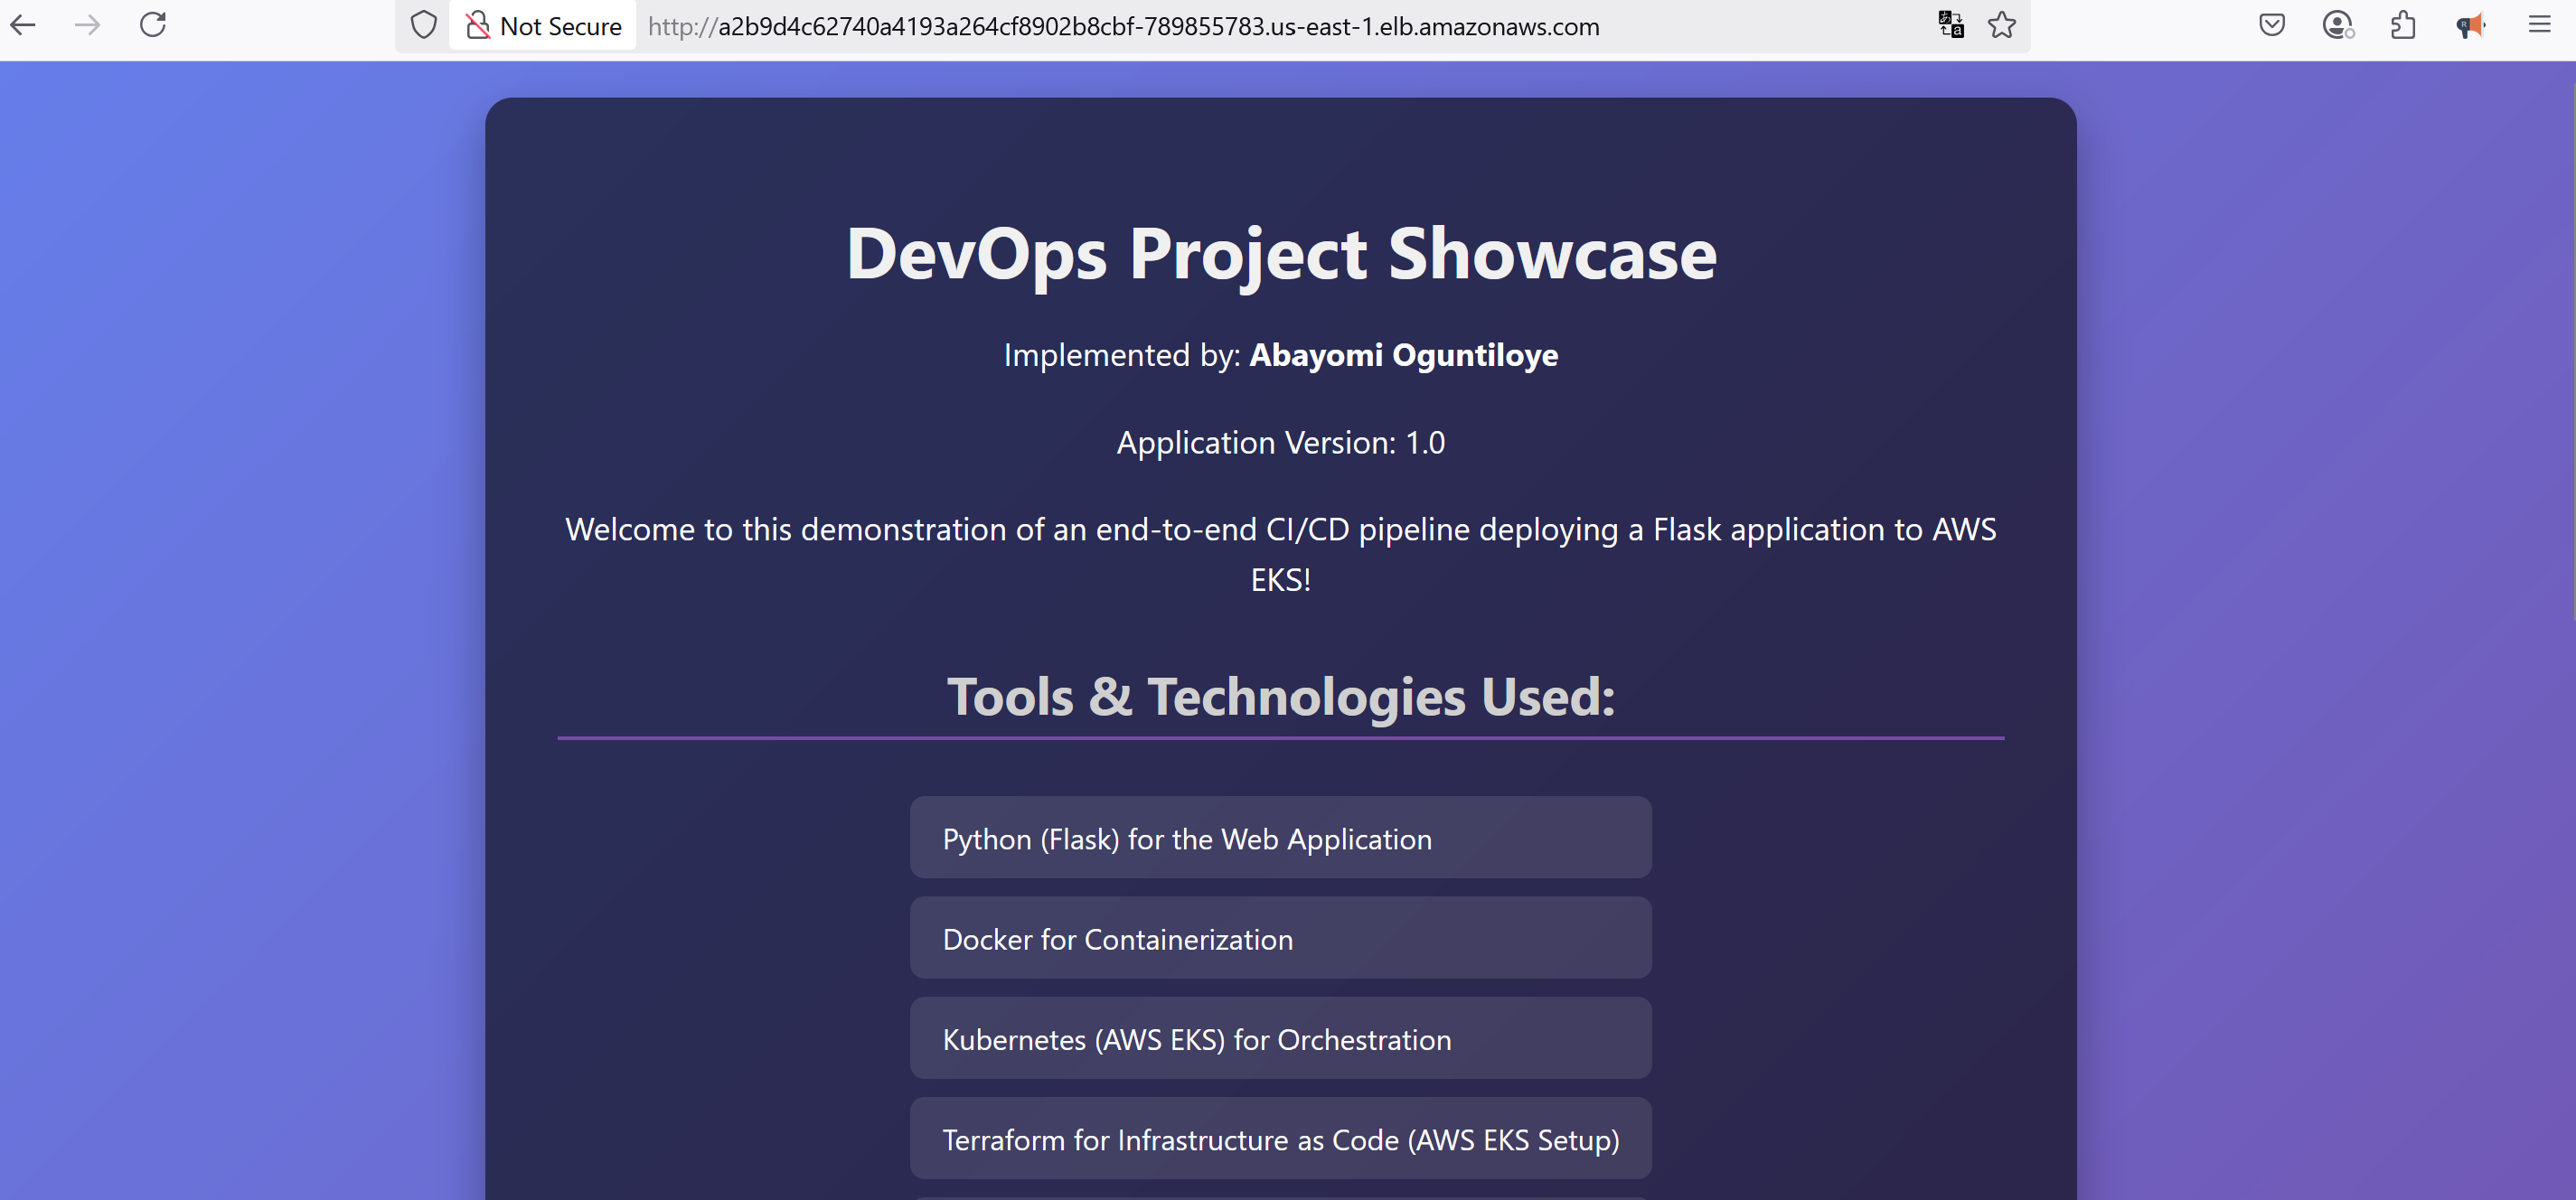 Not Secure http://a2b9d4c62740a4193a264cf8902b8cbf-789855783.us-east-1.elb.amazonaws.com
DevOps Project Showcase
Implemented by: Abayomi Oguntiloye
Application Version: 1.0
Welcome to this demonstration of an end-to-end CI/CD pipeline deploying a Flask application to AWS
EKS!
Tools & Technologies Used:
Python (Flask) for the Web Application
Docker for Containerization
Kubernetes (AWS EKS) for Orchestration
Terraform for Infrastructure as Code (AWS EKS Setup)